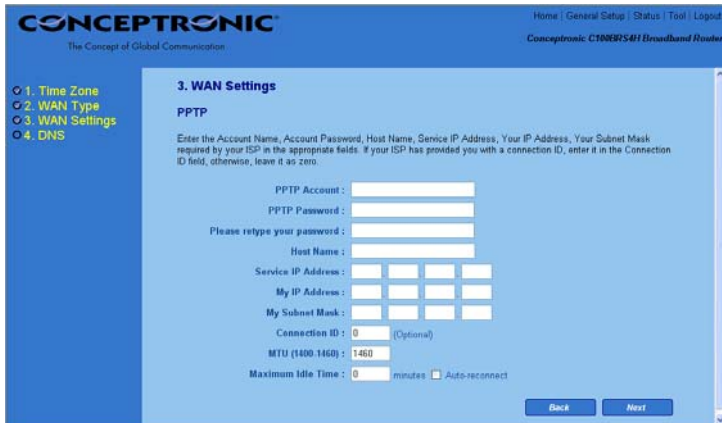 CONCEPTRONIC
The Concept of Global Communication
Home | General Setup | Status | Tool | Logout
Conceptronic C100BRS4H Broadband Router
1. Time Zone
2. WAN Type
3. WAN Settings
4. DNS
3. WAN Settings
PPTP
Enter the Account Name, Account Password, Host Name, Service IP Address, Your IP Address, Your Subnet Mask
required by your ISP in the appropriate fields. If your ISP has provided you with a connection ID, enter it in the Connection
ID field, otherwise, leave it as zero.
PPTP Account :
PPTP Password :
Please retype your password :
Host Name :
Service IP Address : . . .
My IP Address : . . .
My Subnet Mask : . . .
Connection ID : 0 (Optional)
MTU (1400-1460) : 1460
Maximum Idle Time : 0 minutes Auto-reconnect
Back Next